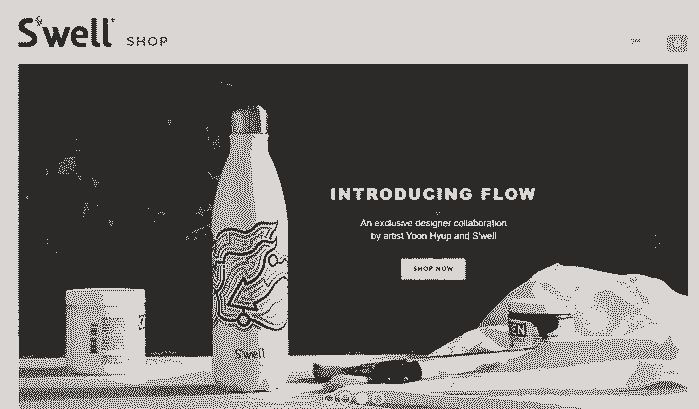 S'well SHOP
INTRODUCING FLOW
An exclusive designer collaboration
by artist Yoon Hyup and S'well
SHOP NOW
S'well